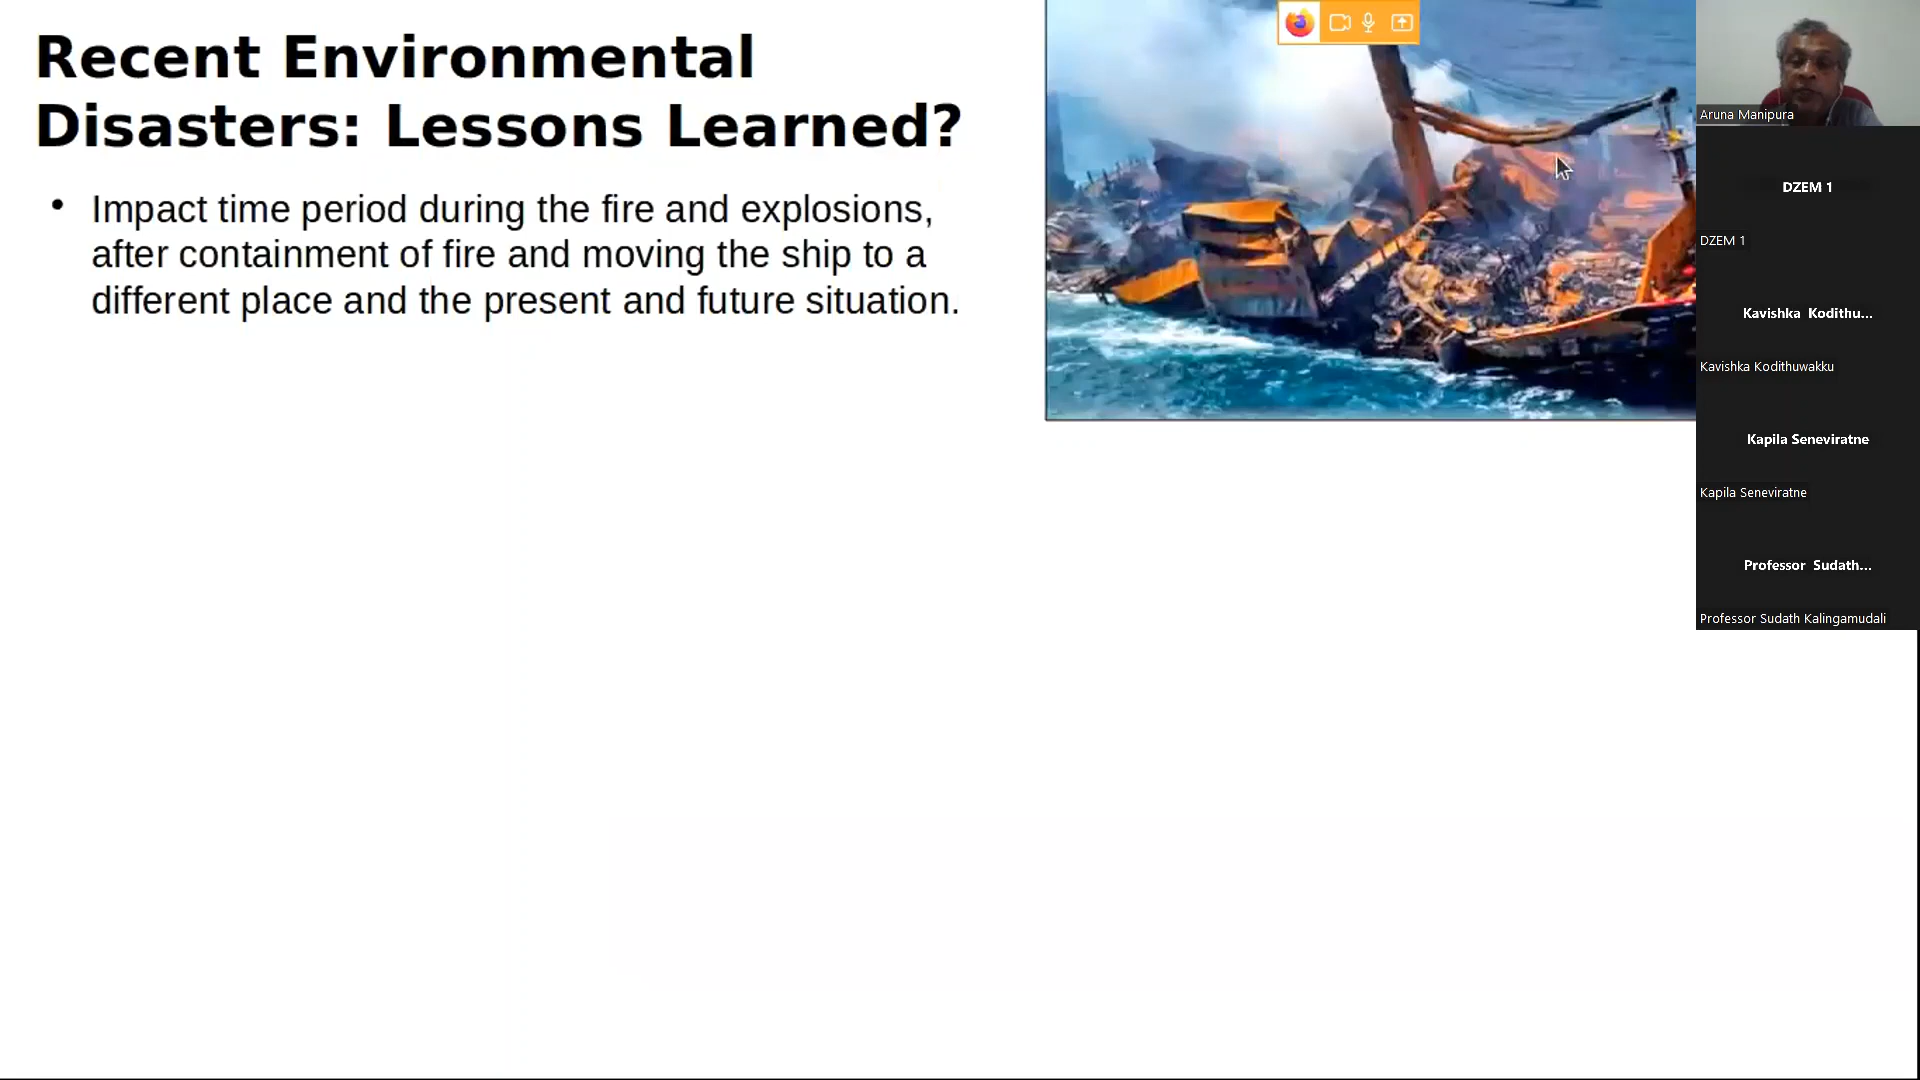 Recent Environmental
Disasters: Lessons Learned?
• Impact time period during the fire and explosions,
after containment of fire and moving the ship to a
different place and the present and future situation.
Aruna Manipura
DZEM 1
DZEM 1
Kavishka Kodithu...
Kavishka Kodithuwakku
Kapila Seneviratne
Kapila Seneviratne
Professor Sudath...
Professor Sudath Kalingamudali